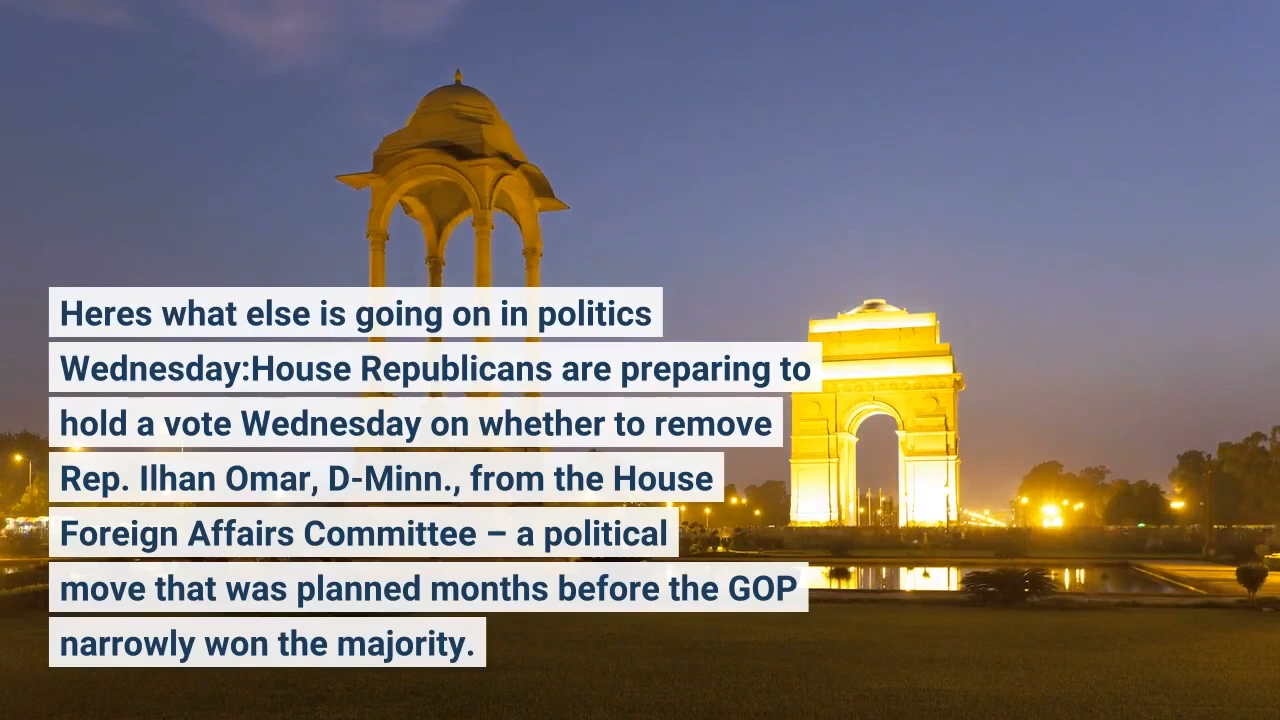 Heres what else is going on in politics
Wednesday:House Republicans are preparing to
hold a vote Wednesday on whether to remove
Rep. Ilhan Omar, D-Minn., from the House
Foreign Affairs Committee – a political
move that was planned months before the GOP
narrowly won the majority.